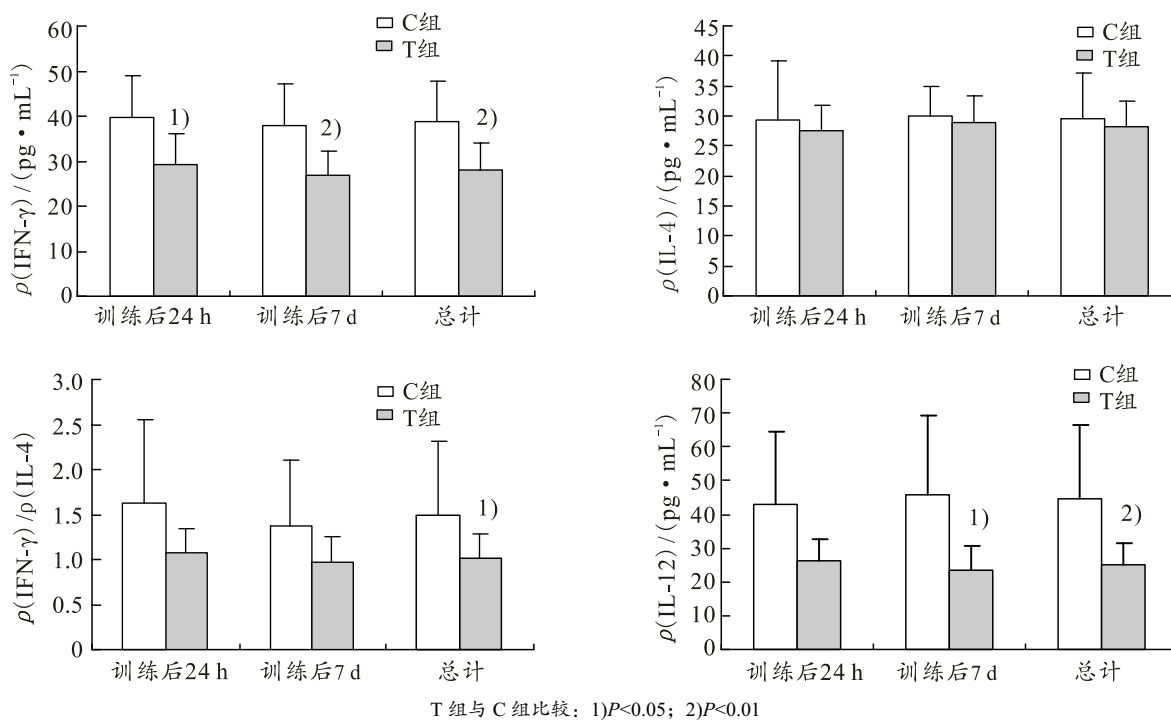 ρ(IFN-γ)/(pg·mL⁻¹)
60
50
40
30
20
10
0
C组
T组
1)
2)
2)
训练后24 h
训练后7 d
总计
ρ(IL-4)/(pg·mL⁻¹)
45
40
35
30
25
20
15
10
5
0
C组
T组
训练后24 h
训练后7 d
总计
ρ(IFN-γ)/ρ(IL-4)
3.0
2.5
2.0
1.5
1.0
0.5
0
C组
T组
1)
训练后24 h
训练后7 d
总计
ρ(IL-12)/(pg·mL⁻¹)
80
70
60
50
40
30
20
10
0
C组
T组
1)
2)
训练后24 h
训练后7 d
总计
T 组与 C 组比较：1)P<0.05；2)P<0.01